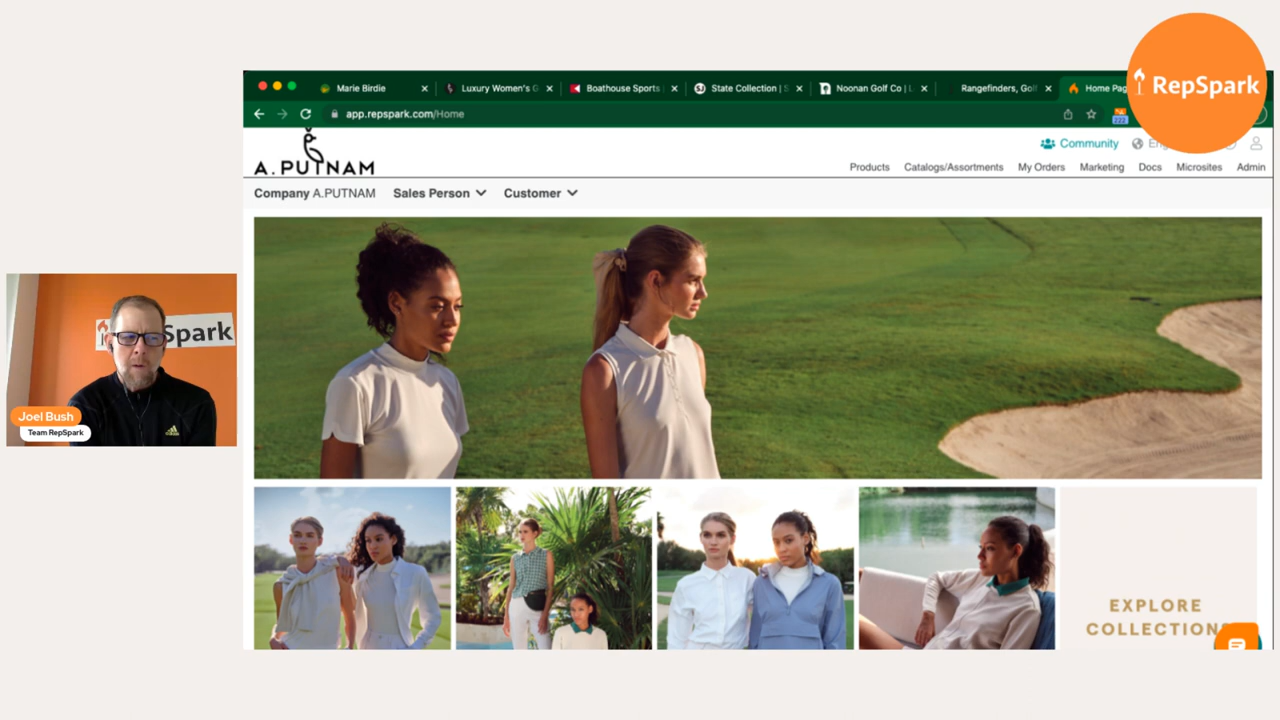 RepSpark
Marie Birdie
Luxury Women's G
Boathouse Sports |
State Collection | S
Noonan Golf Co | L
Rangefinders, Gol
Home Pag
app.repspark.com/Home
A.PUTNAM
Community
Eng
Products
Catalogs/Assortments
My Orders
Marketing
Docs
Microsites
Admin
Company A.PUTNAM
Sales Person
Customer
Spark
Joel Bush
Team RepSpark
EXPLORE
COLLECTIONS